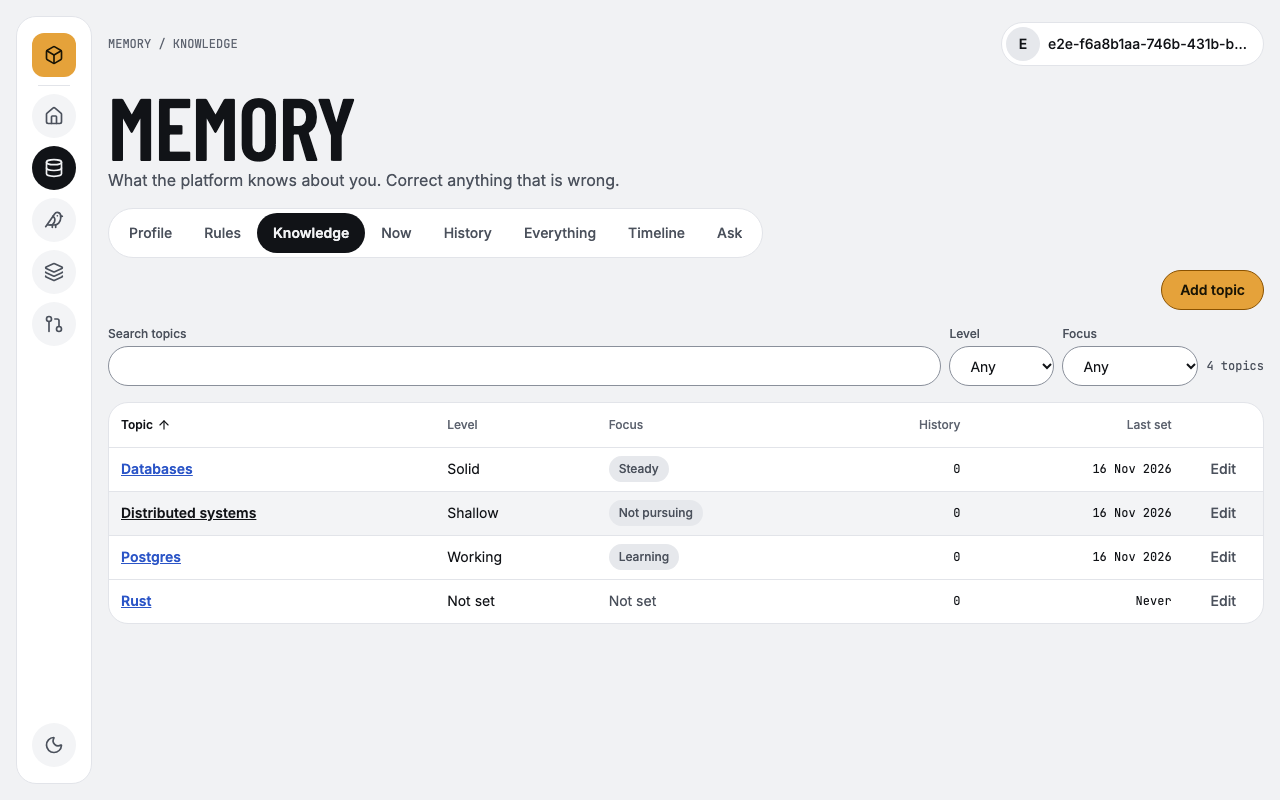 MEMORY / KNOWLEDGE
E e2e-f6a8b1aa-746b-431b-b...
MEMORY
What the platform knows about you. Correct anything that is wrong.
Profile Rules Knowledge Now History Everything Timeline Ask
Add topic
Search topics Level Focus
Any Any 4 topics
Topic ↑ Level Focus History Last set
Databases Solid Steady 0 16 Nov 2026 Edit
Distributed systems Shallow Not pursuing 0 16 Nov 2026 Edit
Postgres Working Learning 0 16 Nov 2026 Edit
Rust Not set Not set 0 Never Edit